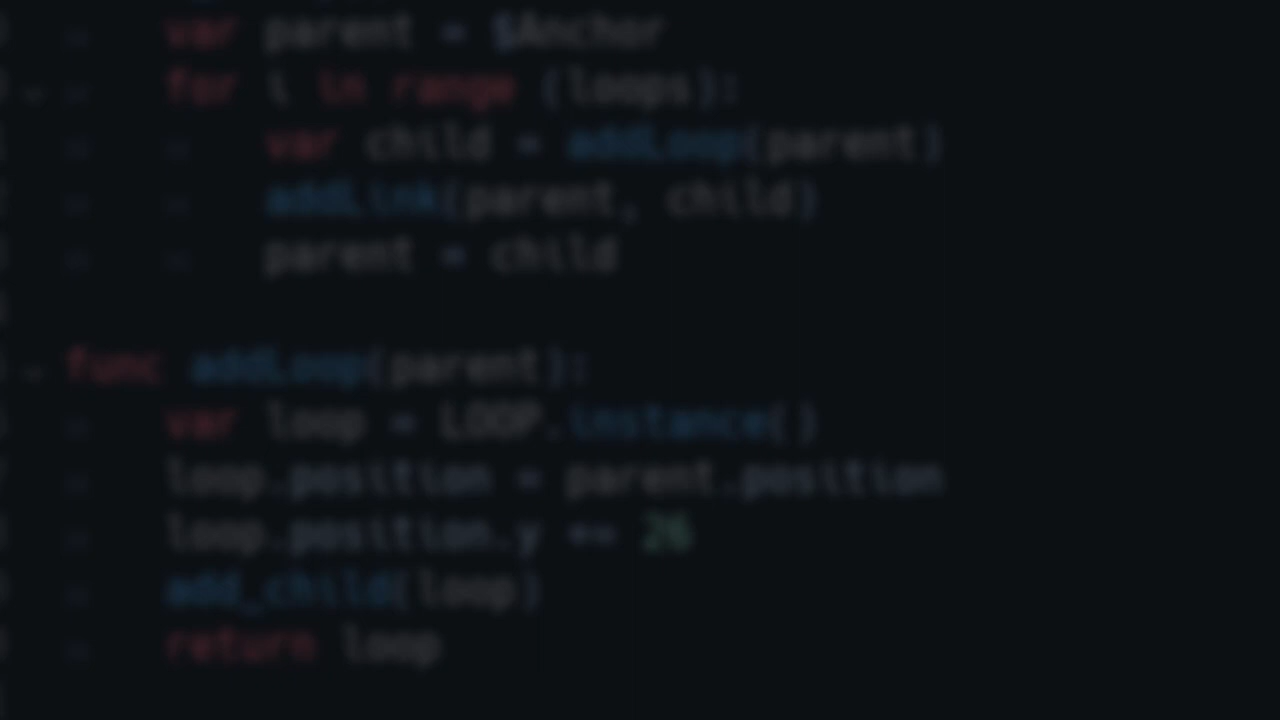 var parent = $Anchor
for i in range (loops):
var child = addLoop(parent)
addLink(parent, child)
parent = child
func addLoop(parent):
var loop = LOOP.instance()
loop.position = parent.position
loop.position.y += 26
add_child(loop)
return loop